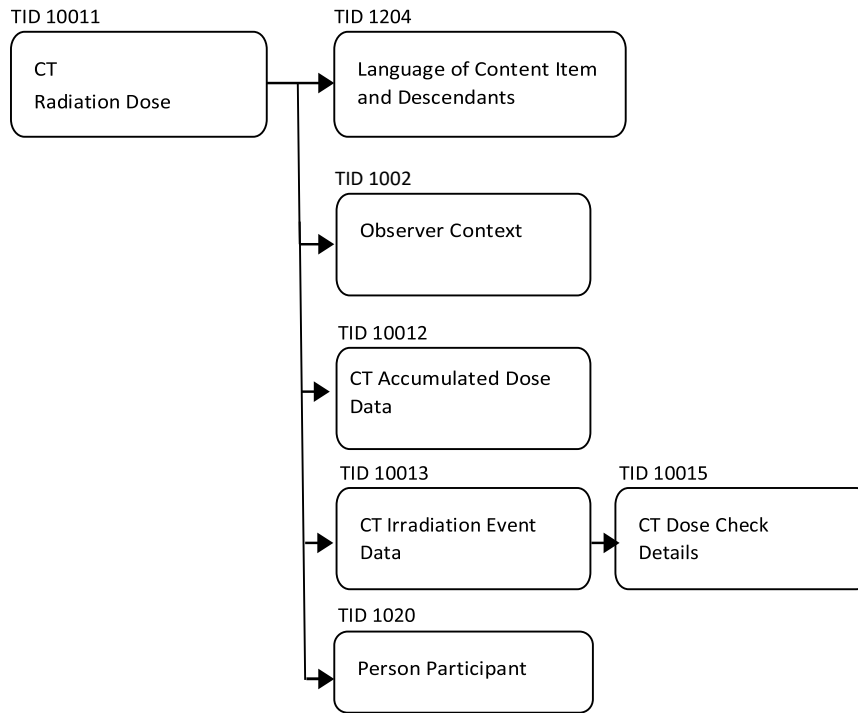 TID 10011
CT
Radiation Dose
TID 1204
Language of Content Item
and Descendants
TID 1002
Observer Context
TID 10012
CT Accumulated Dose
Data
TID 10013
CT Irradiation Event
Data
TID 10015
CT Dose Check
Details
TID 1020
Person Participant